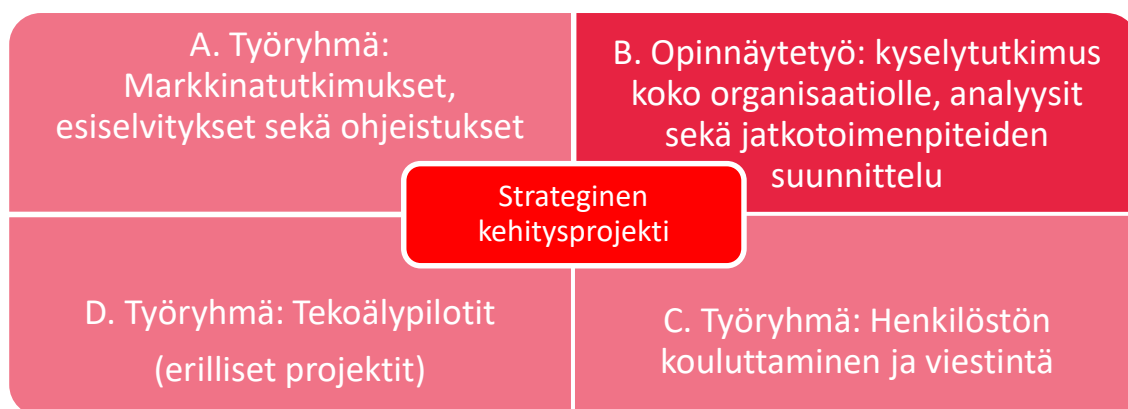 A. Työryhmä:
Markkinatutkimukset,
esiselvitykset sekä ohjeistukset
B. Opinnäytetyö: kyselytutkimus
koko organisaatiolle, analyysit
sekä jatkotoimenpiteiden
suunnittelu
Strateginen
kehitysprojekti
D. Työryhmä: Tekoälypilotit
(erilliset projektit)
C. Työryhmä: Henkilöstön
kouluttaminen ja viestintä